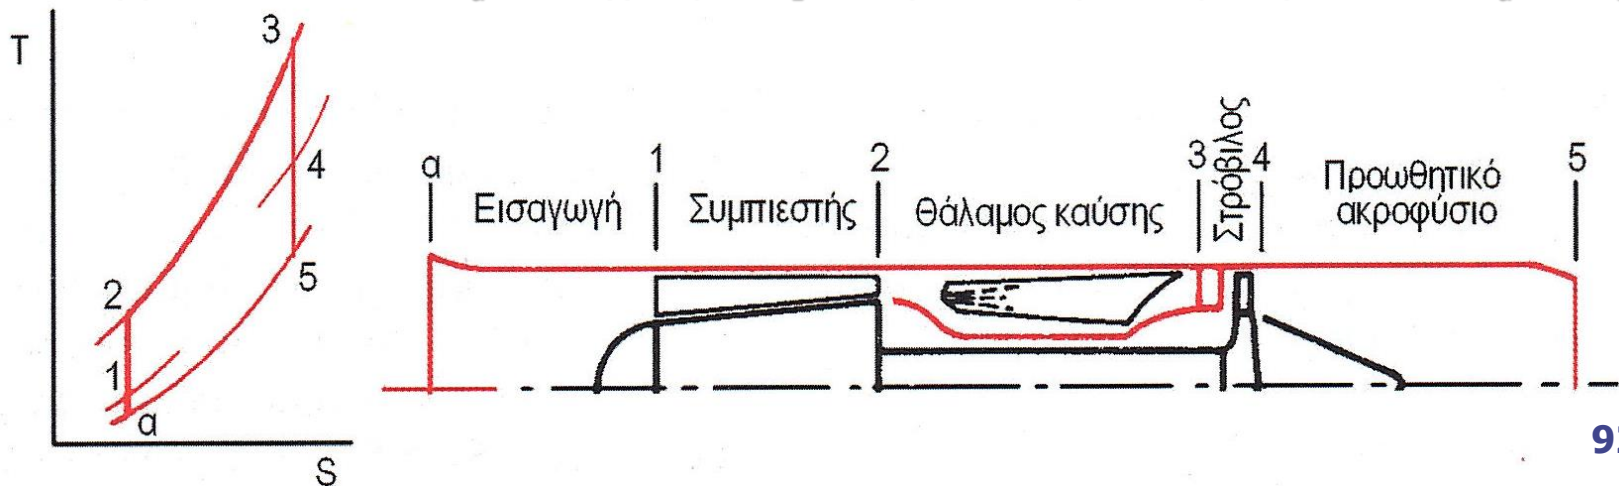 T
3
4
2
5
1
α
S
α
1
2
3
Στρόβιλος
4
5
Εισαγωγή
Συμπιεστής
Θάλαμος καύσης
Προωθητικό
ακροφύσιο